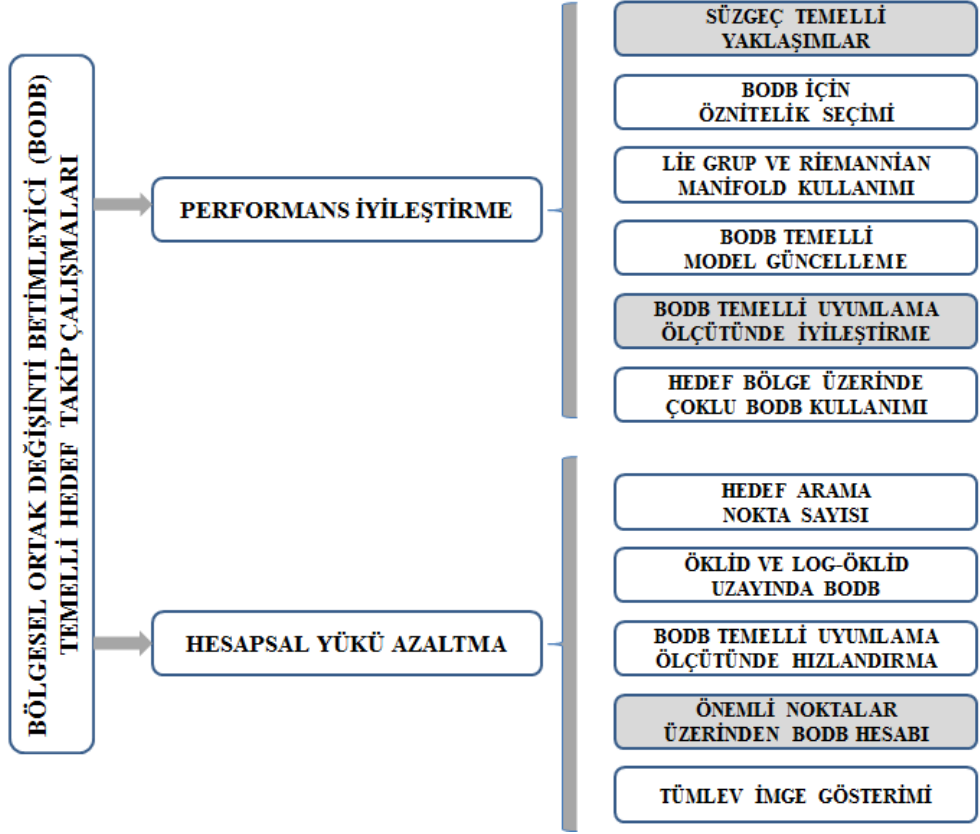 BÖLGESEL ORTAK DEĞİŞİNTİ BETİMLEYİCİ (BODB)
TEMELLİ HEDEF TAKİP ÇALIŞMALARI
PERFORMANS İYİLEŞTİRME
SÜZGEÇ TEMELLİ
YAKLAŞIMLAR
BODB İÇİN
ÖZNİTELİK SEÇİMİ
LİE GRUP VE RİEMANNİAN
MANİFOLD KULLANIMI
BODB TEMELLİ
MODEL GÜNCELLEME
BODB TEMELLİ UYUMLAMA
ÖLÇÜTÜNDE İYİLEŞTİRME
HEDEF BÖLGE ÜZERİNDE
ÇOKLU BODB KULLANIMI
HESAPSAL YÜKÜ AZALTMA
HEDEF ARAMA
NOKTA SAYISI
ÖKLİD VE LOG-ÖKLİD
UZAYINDA BODB
BODB TEMELLİ UYUMLAMA
ÖLÇÜTÜNDE HIZLANDIRMA
ÖNEMLİ NOKTALAR
ÜZERİNDEN BODB HESABI
TÜMLEV İMGE GÖSTERİMİ